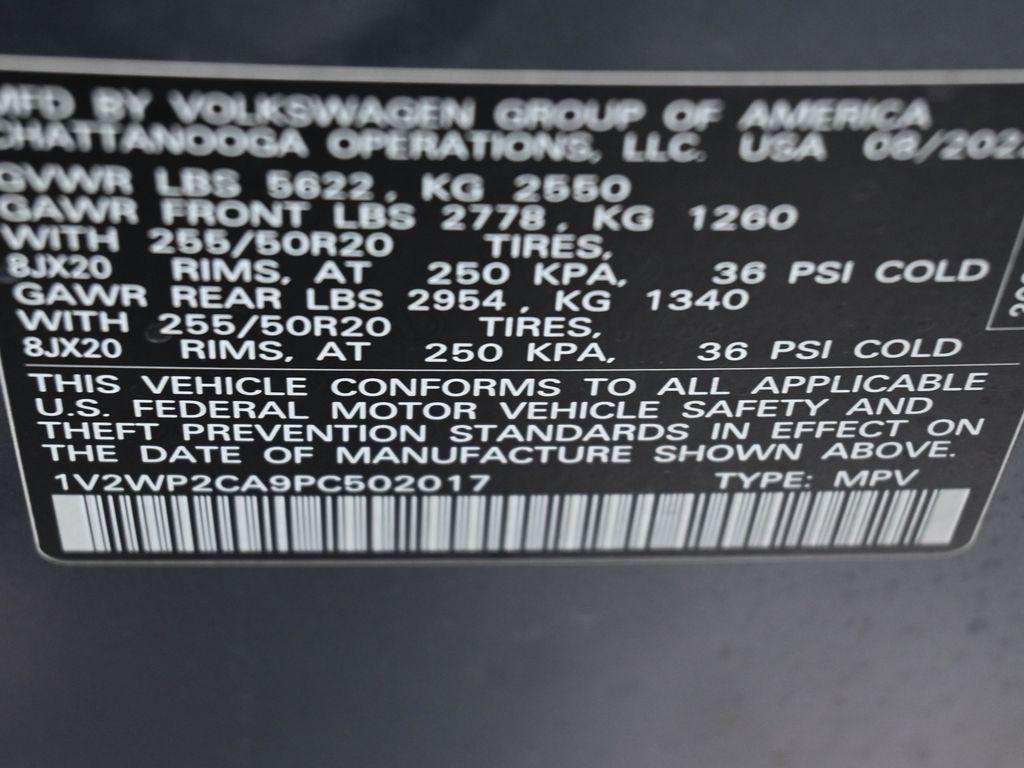 MFD BY VOLKSWAGEN GROUP OF AMERICA
CHATTANOOGA OPERATIONS, LLC. USA 08/202
GVWR LBS 5622, KG 2550
GAWR FRONT LBS 2778, KG 1260
WITH 255/50R20 TIRES,
8JX20 RIMS, AT 250 KPA, 36 PSI COLD
GAWR REAR LBS 2954, KG 1340
WITH 255/50R20 TIRES,
8JX20 RIMS, AT 250 KPA, 36 PSI COLD
THIS VEHICLE CONFORMS TO ALL APPLICABLE
U.S. FEDERAL MOTOR VEHICLE SAFETY AND
THEFT PREVENTION STANDARDS IN EFFECT ON
THE DATE OF MANUFACTURE SHOWN ABOVE.
1V2WP2CA9PC502017 TYPE: MPV